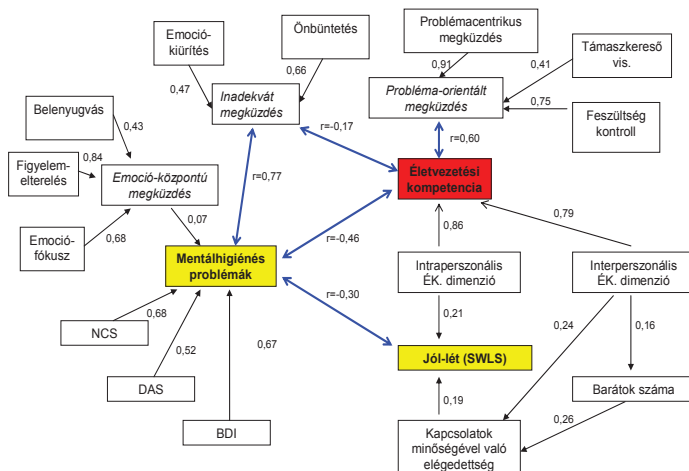 Emoció-
kiürítés
Önbüntetés
Problémacentrikus
megküzdés
Támaszkereső
vis.
0,47
0,66
0,91
0,41
Inadekvát
megküzdés
Probléma-orientált
megküzdés
0,75
Feszültség
kontroll
Belenyugvás
0,43
r=-0,17
r=0,60
Figyelem-
elterelés
0,84
Emoció-központú
megküzdés
r=0,77
Életvezetési
kompetencia
Emoció-
fókusz
0,68
0,07
0,86
0,79
r=-0,46
Mentálhigiénés
problémák
Intraperszonális
ÉK. dimenzió
Interperszonális
ÉK. dimenzió
r=-0,30
NCS
0,68
0,21
0,24
0,16
0,52
0,67
Jól-lét (SWLS)
DAS
0,19
Barátok száma
0,26
BDI
Kapcsolatok
minőségével való
elégedettség